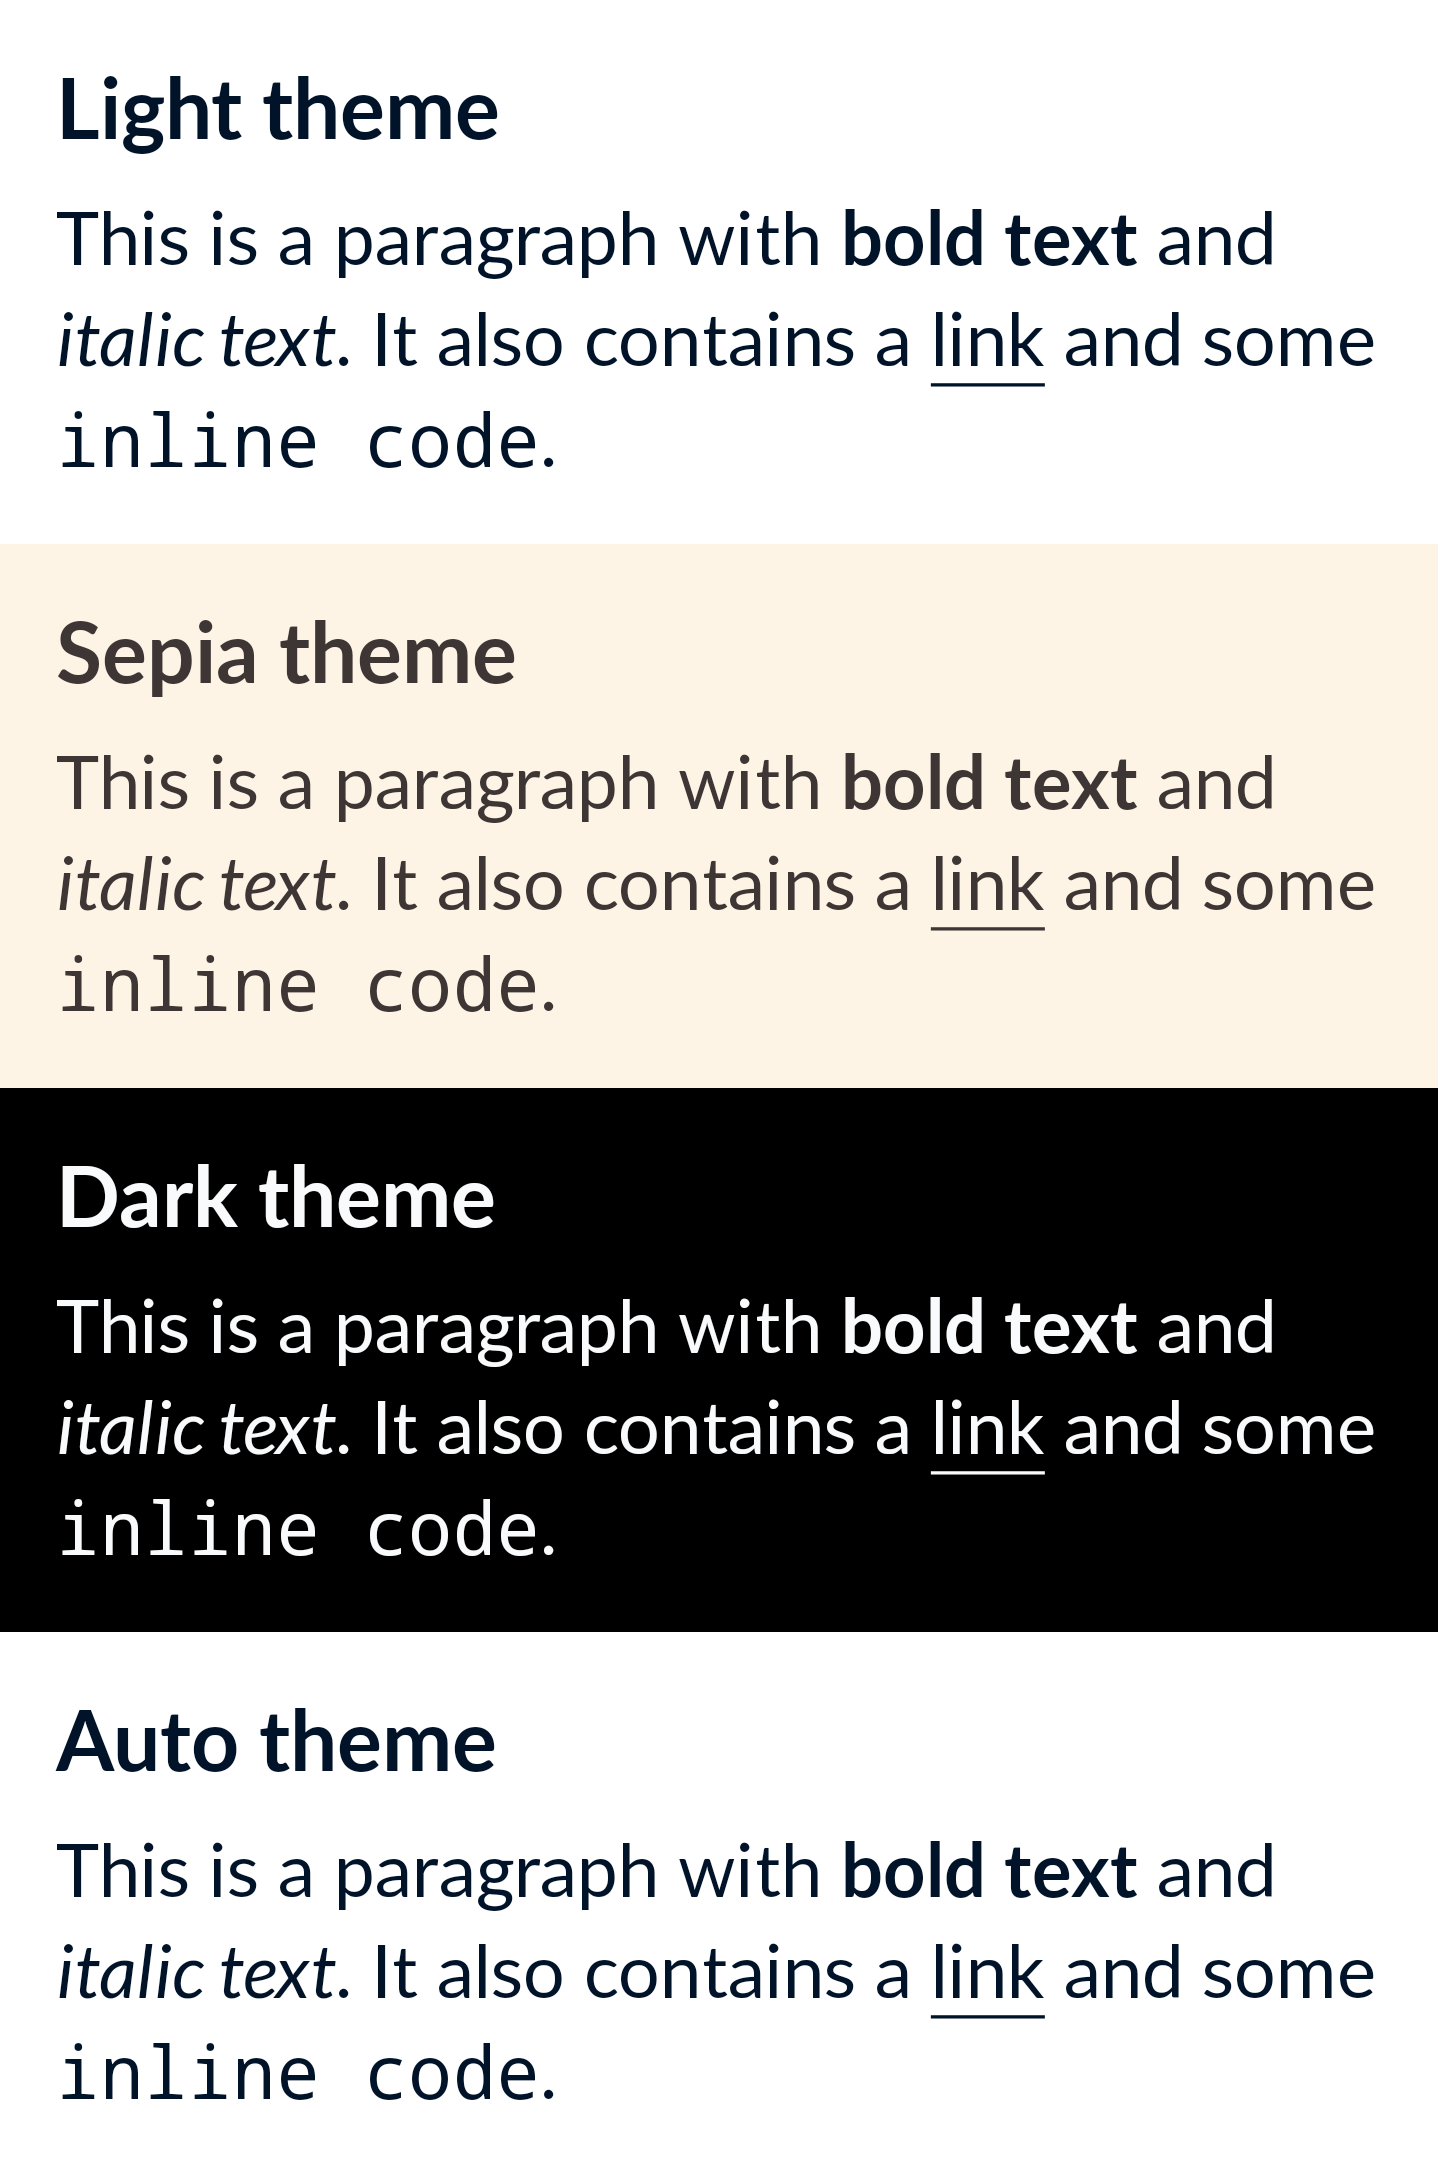 Light theme
This is a paragraph with bold text and
italic text. It also contains a link and some
inline code.
Sepia theme
This is a paragraph with bold text and
italic text. It also contains a link and some
inline code.
Dark theme
This is a paragraph with bold text and
italic text. It also contains a link and some
inline code.
Auto theme
This is a paragraph with bold text and
italic text. It also contains a link and some
inline code.